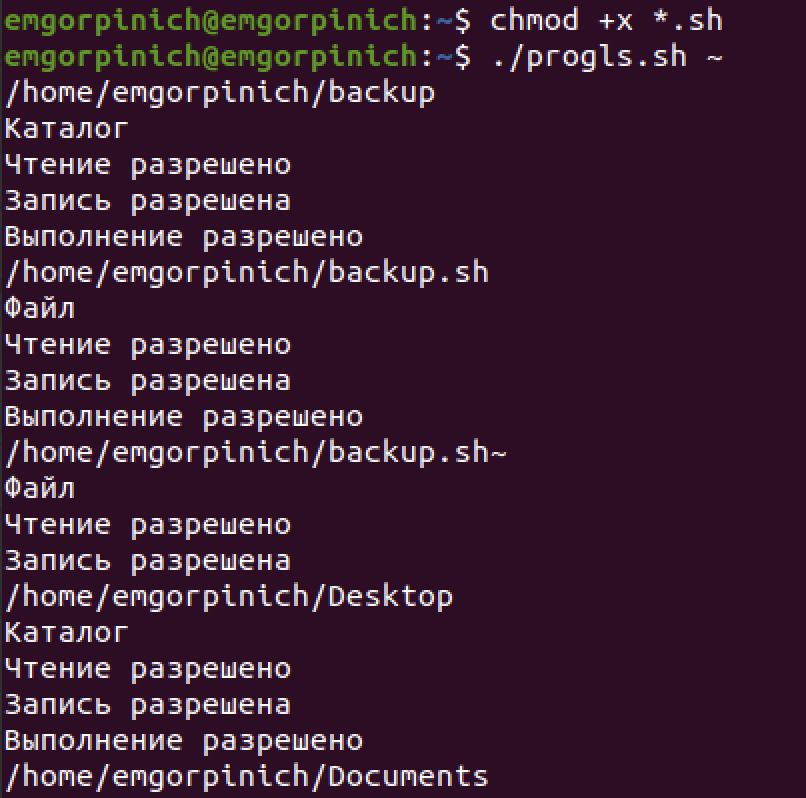 emgorpinich@emgorpinich:~$ chmod +x *.sh
emgorpinich@emgorpinich:~$ ./progls.sh ~
/home/emgorpinich/backup
Каталог
Чтение разрешено
Запись разрешена
Выполнение разрешено
/home/emgorpinich/backup.sh
Файл
Чтение разрешено
Запись разрешена
Выполнение разрешено
/home/emgorpinich/backup.sh~
Файл
Чтение разрешено
Запись разрешена
/home/emgorpinich/Desktop
Каталог
Чтение разрешено
Запись разрешена
Выполнение разрешено
/home/emgorpinich/Documents